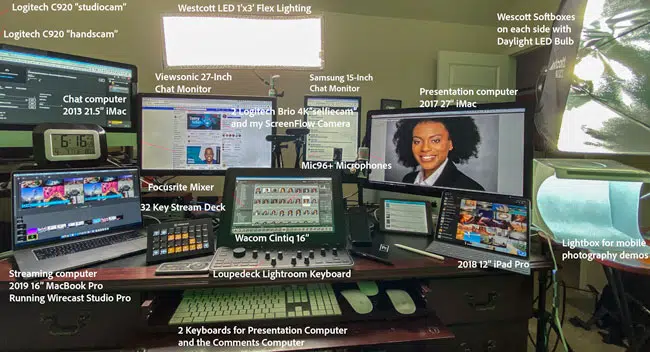 Logitech C920 “studiocam”
Westcott LED 1'x3' Flex Lighting
Wescott Softboxes
on each side with
Daylight LED Bulb
Logitech C920 “handscam”
Viewsonic 27-Inch
Chat Monitor
Samsung 15-Inch
Chat Monitor
Presentation computer
2017 27” iMac
Chat computer
2013 21.5” iMac
Logitech Brio 4K “selfiecam”
and my ScreenFlow Camera
6:15
Mic96+ Microphones
Focusrite Mixer
32 Key Stream Deck
Wacom Cintiq 16”
Lightbox for mobile
photography demos
Streaming computer
2019 16” MacBook Pro
Running Wirecast Studio Pro
Loupedeck Lightroom Keyboard
2018 12” iPad Pro
2 Keyboards for Presentation Computer
and the Comments Computer